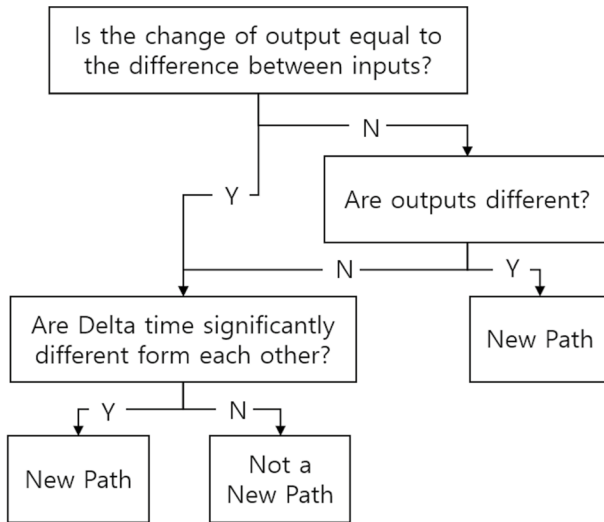 Is the change of output equal to
the difference between inputs?
N
Y
Are outputs different?
N
Y
Are Delta time significantly
different form each other?
New Path
Y
N
New Path
Not a
New Path